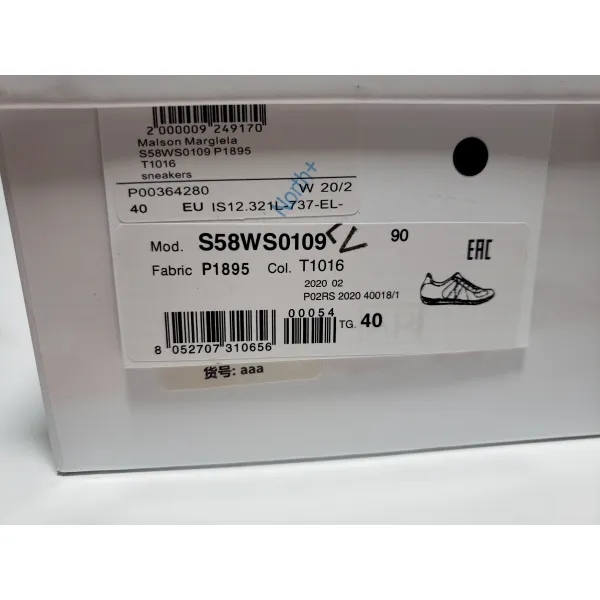 2 000009 249170
Maison Margiela
S58WS0109 P1895
T1016
sneakers
P00364280 W 20/2
40 EU IS12.321L-737-EL-
North+
Mod. S58WS0109 90
Fabric P1895 Col. T1016
EAC
2020 02
P02RS 2020 40018/1
00054
TG. 40
8 052707 310656
货号: aaa